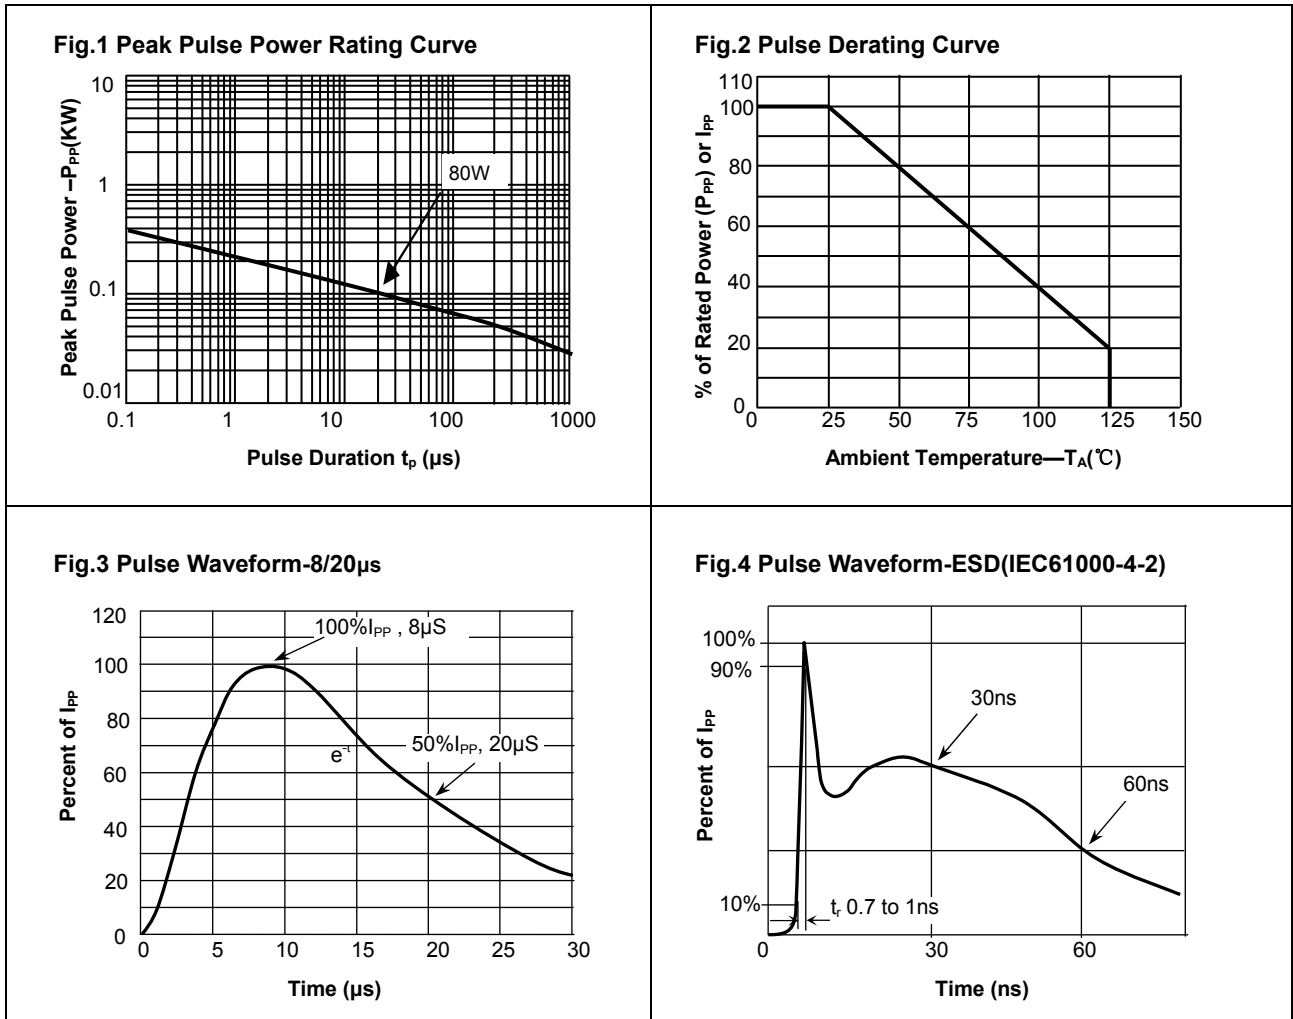 Fig.1 Peak Pulse Power Rating Curve
Peak Pulse Power –PPP(KW)
10
1
0.1
0.01
80W
0.1 1 10 100 1000
Pulse Duration tp (µs)
Fig.2 Pulse Derating Curve
% of Rated Power (PPP) or IPP
110
100
80
60
40
20
0
25 50 75 100 125 150
Ambient Temperature—TA(℃)
Fig.3 Pulse Waveform-8/20µs
Percent of IPP
120
100
80
60
40
20
0
100%IPP , 8µS
e-t
50%IPP, 20µS
0 5 10 15 20 25 30
Time (µs)
Fig.4 Pulse Waveform-ESD(IEC61000-4-2)
Percent of IPP
100%
90%
10%
30ns
60ns
tr 0.7 to 1ns
0 30 60
Time (ns)